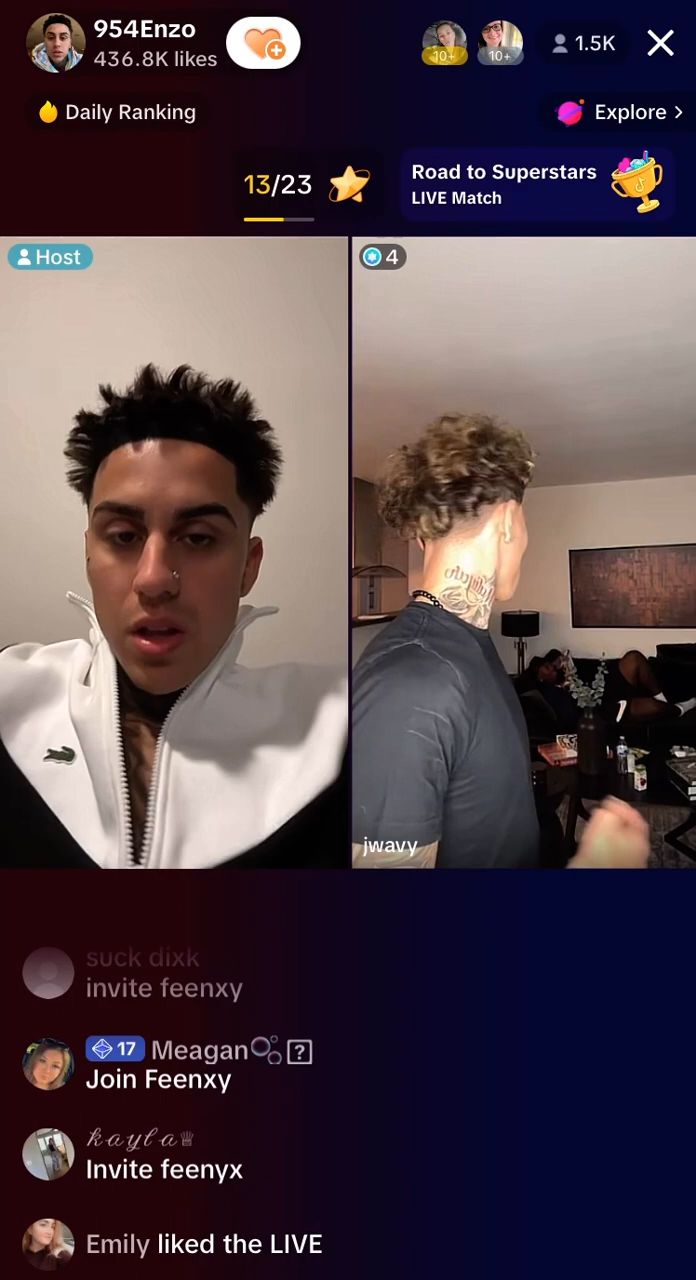 954Enzo
436.8K likes
10+
10+
1.5K
Daily Ranking
Explore >
13/23
Road to Superstars
LIVE Match
Host
4
jwavy
suck dixk
invite feenxy
17 Meagan
Join Feenxy
𝓀𝒶𝓎𝓁𝒶♕
Invite feenyx
Emily liked the LIVE